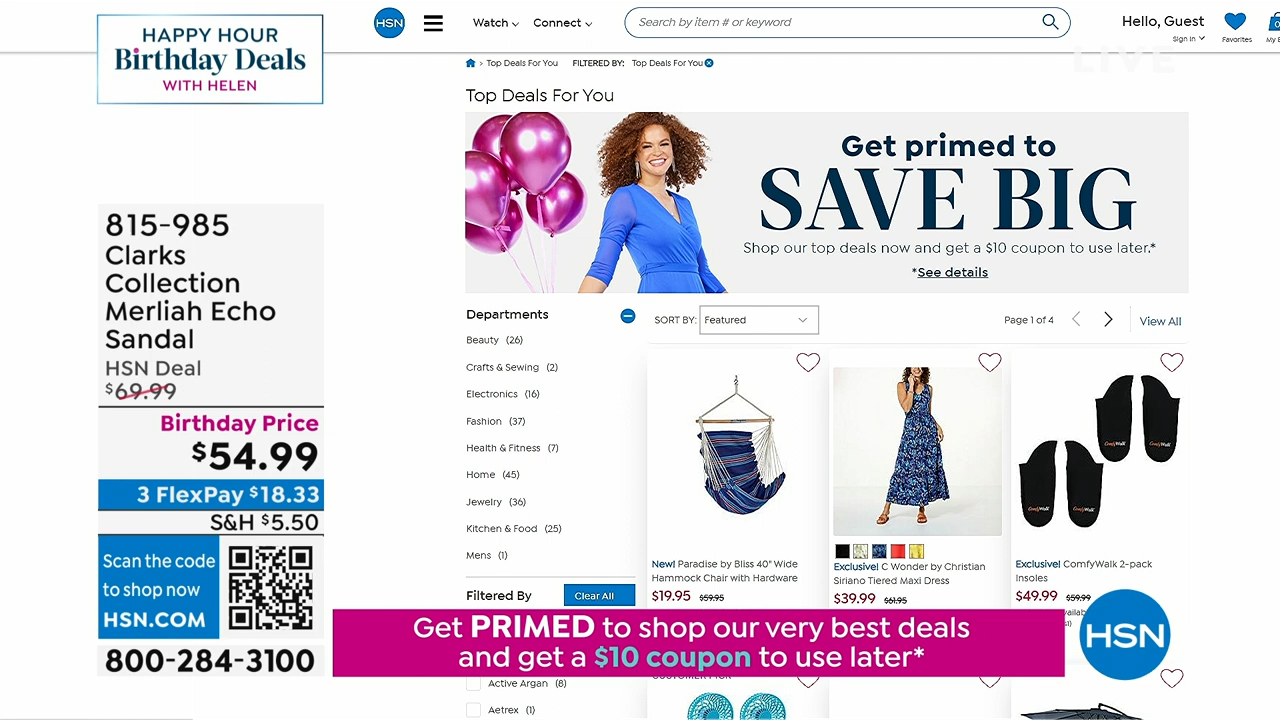 HAPPY HOUR
Birthday Deals
WITH HELEN
HSN
Watch
Connect
Search by item # or keyword
Hello, Guest
Sign In
Favorites
LIVE
Top Deals For You
FILTERED BY: Top Deals For You
Top Deals For You
Get primed to
SAVE BIG
Shop our top deals now and get a $10 coupon to use later.*
*See details
815-985
Clarks
Collection
Merliah Echo
Sandal
HSN Deal
$69.99
Birthday Price
$54.99
3 FlexPay $18.33
S&H $5.50
Scan the code
to shop now
HSN.COM
800-284-3100
Departments
Beauty (26)
Crafts & Sewing (2)
Electronics (16)
Fashion (37)
Health & Fitness (7)
Home (45)
Jewelry (36)
Kitchen & Food (25)
Mens (1)
Filtered By
Clear All
SORT BY: Featured
Page 1 of 4
View All
New! Paradise by Bliss 40" Wide
Hammock Chair with Hardware
$19.95 $59.95
Exclusive! C Wonder by Christian
Siriano Tiered Maxi Dress
$39.99 $61.95
ComfyWalk
ComfyWalk
ComfyWalk
ComfyWalk
Exclusive! ComfyWalk 2-pack
Insoles
$49.99 $59.99
Get PRIMED to shop our very best deals
and get a $10 coupon to use later*
HSN
CUSTOMER PICK
Active Argan (8)
Aetrex (1)